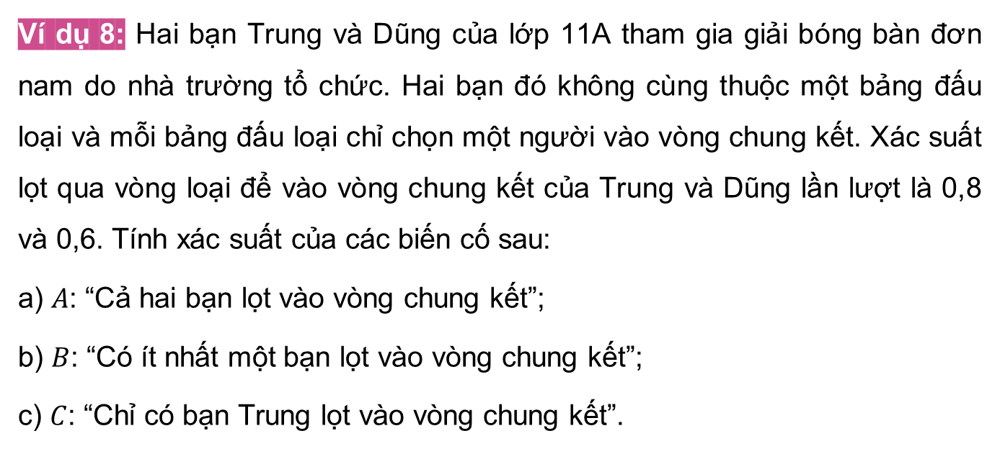 Ví dụ 8: Hai bạn Trung và Dũng của lớp 11A tham gia giải bóng bàn đơn
nam do nhà trường tổ chức. Hai bạn đó không cùng thuộc một bảng đấu
loại và mỗi bảng đấu loại chỉ chọn một người vào vòng chung kết. Xác suất
lọt qua vòng loại để vào vòng chung kết của Trung và Dũng lần lượt là 0,8
và 0,6. Tính xác suất của các biến cố sau:
a) A: “Cả hai bạn lọt vào vòng chung kết”;
b) B: “Có ít nhất một bạn lọt vào vòng chung kết”;
c) C: “Chỉ có bạn Trung lọt vào vòng chung kết”.